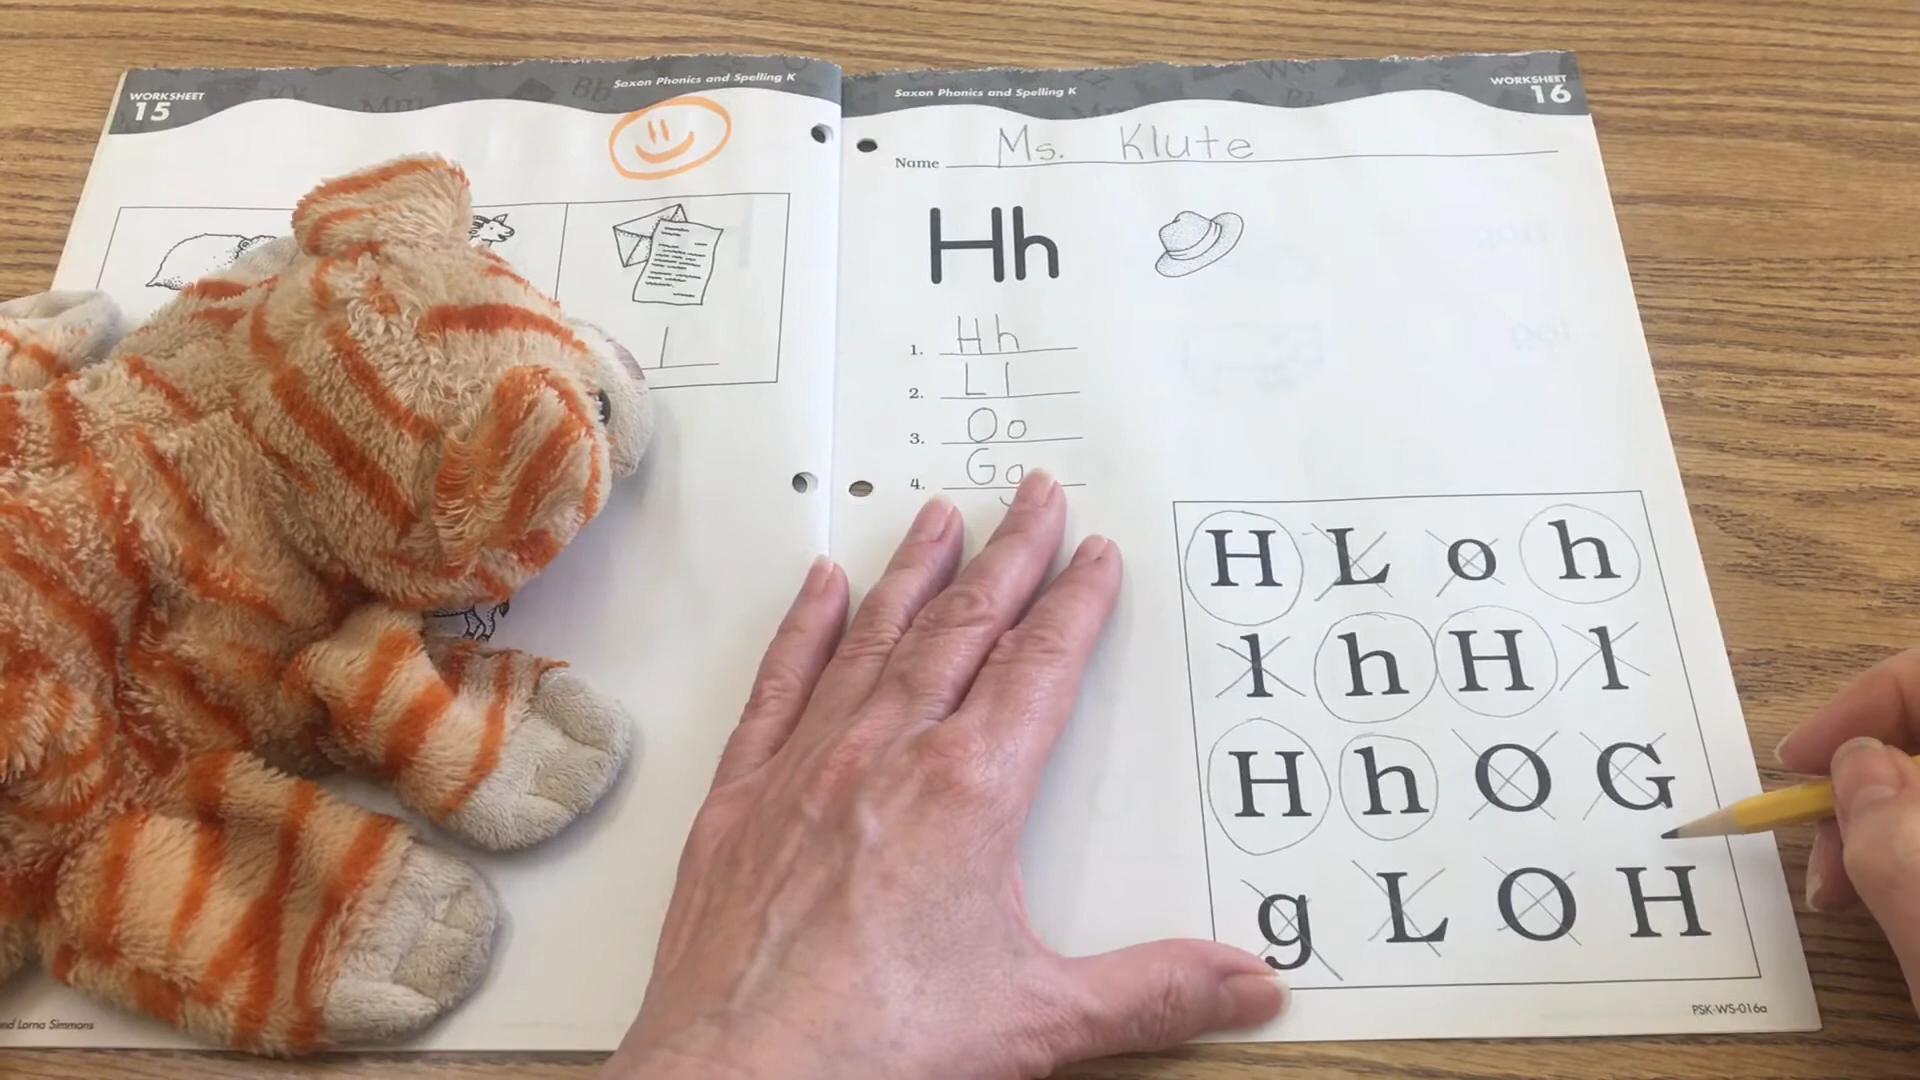 WORKSHEET
15
Saxon Phonics and Spelling K
nd Lorna Simmons
Saxon Phonics and Spelling K
WORKSHEET
16
Name Ms. Klute
Hh
1. Hh
2. Ll
3. Oo
4. Gg
H L o h
l h H l
H h O G
g L O H
PSK-WS-016a